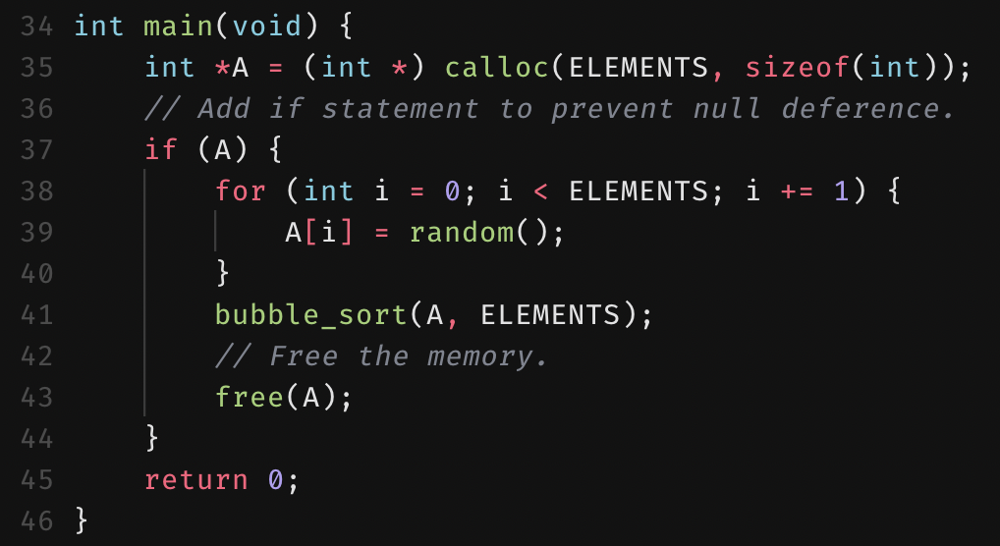 34 int main(void) {
35     int *A = (int *) calloc(ELEMENTS, sizeof(int));
36     // Add if statement to prevent null deference.
37     if (A) {
38         for (int i = 0; i < ELEMENTS; i += 1) {
39             A[i] = random();
40         }
41         bubble_sort(A, ELEMENTS);
42         // Free the memory.
43         free(A);
44     }
45     return 0;
46 }